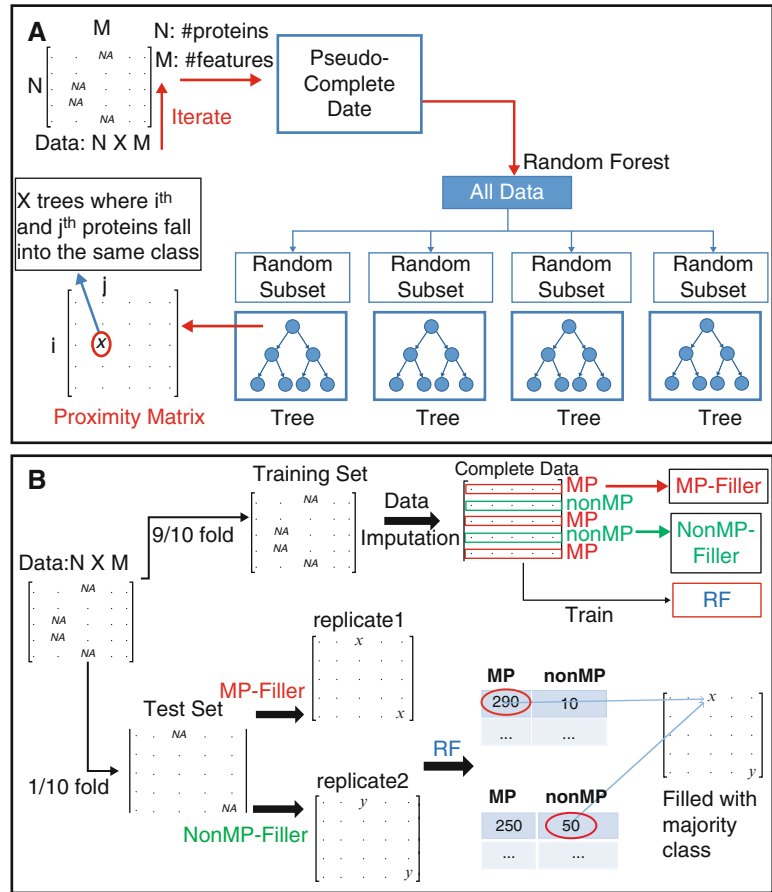 A
M
N: #proteins
M: #features
N
. . NA . .
. . . . .
. NA . . .
. NA . . .
. . NA . .
Data: N X M
Iterate
Pseudo-
Complete
Date
Random Forest
All Data
X trees where i^th
and j^th proteins fall
into the same class
Random
Subset
Random
Subset
Random
Subset
Random
Subset
j
i
x
Proximity Matrix
Tree
Tree
Tree
Tree
B
Training Set
NA
NA
NA
NA
9/10 fold
Data
Imputation
Complete Data
MP
nonMP
MP
nonMP
MP
MP-Filler
NonMP-
Filler
Train
RF
Data:N X M
NA
NA
NA
NA
1/10 fold
Test Set
NA
NA
MP-Filler
NonMP-Filler
replicate1
x
x
replicate2
y
y
RF
MP nonMP
290 10
... ...
MP nonMP
250 50
... ...
x
y
Filled with
majority
class